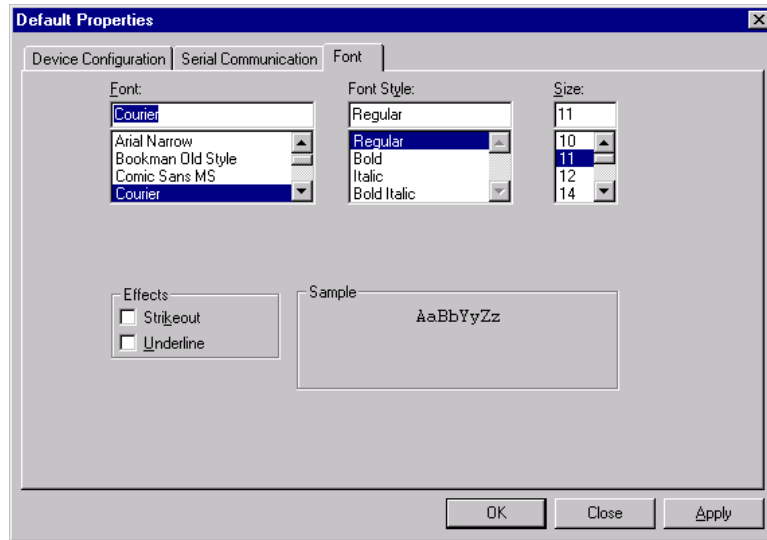 Default Properties
Device Configuration Serial Communication Font
Font: Font Style: Size:
Courier Regular 11
Arial Narrow Regular 10
Bookman Old Style Bold 11
Comic Sans MS Italic 12
Courier Bold Italic 14
Effects Sample
Strikeout AaBbYyZz
Underline
OK Close Apply